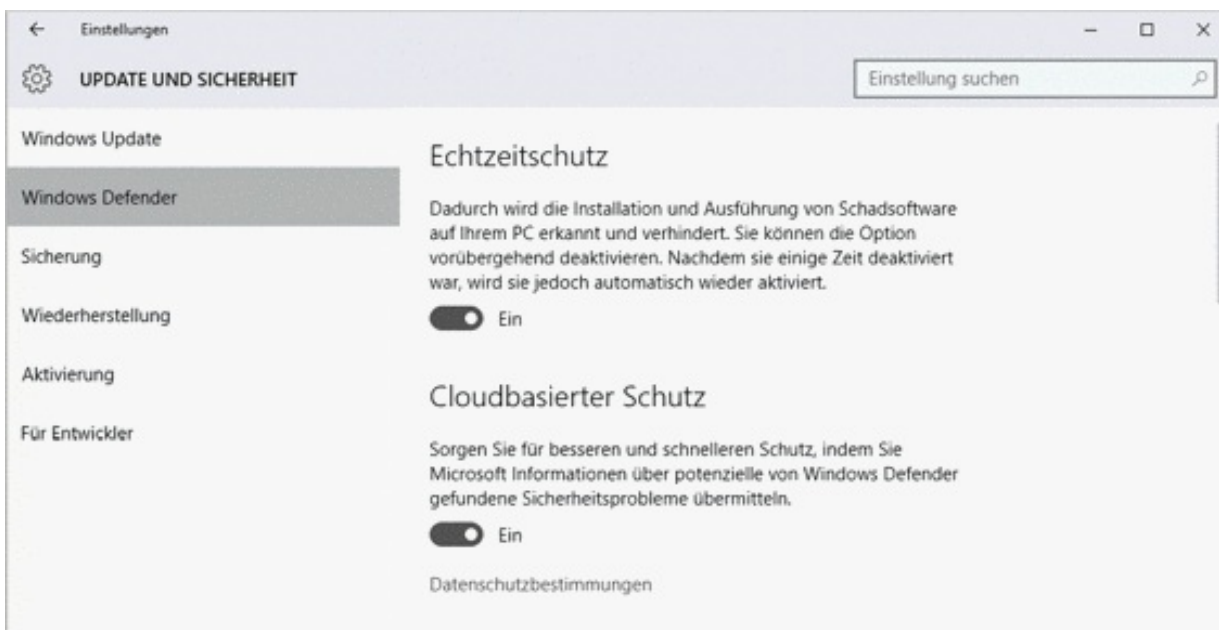 Einstellungen
UPDATE UND SICHERHEIT
Einstellung suchen
Windows Update
Windows Defender
Sicherung
Wiederherstellung
Aktivierung
Für Entwickler
Echtzeitschutz
Dadurch wird die Installation und Ausführung von Schadsoftware
auf Ihrem PC erkannt und verhindert. Sie können die Option
vorübergehend deaktivieren. Nachdem sie einige Zeit deaktiviert
war, wird sie jedoch automatisch wieder aktiviert.
Ein
Cloudbasierter Schutz
Sorgen Sie für besseren und schnelleren Schutz, indem Sie
Microsoft Informationen über potenzielle von Windows Defender
gefundene Sicherheitsprobleme übermitteln.
Ein
Datenschutzbestimmungen